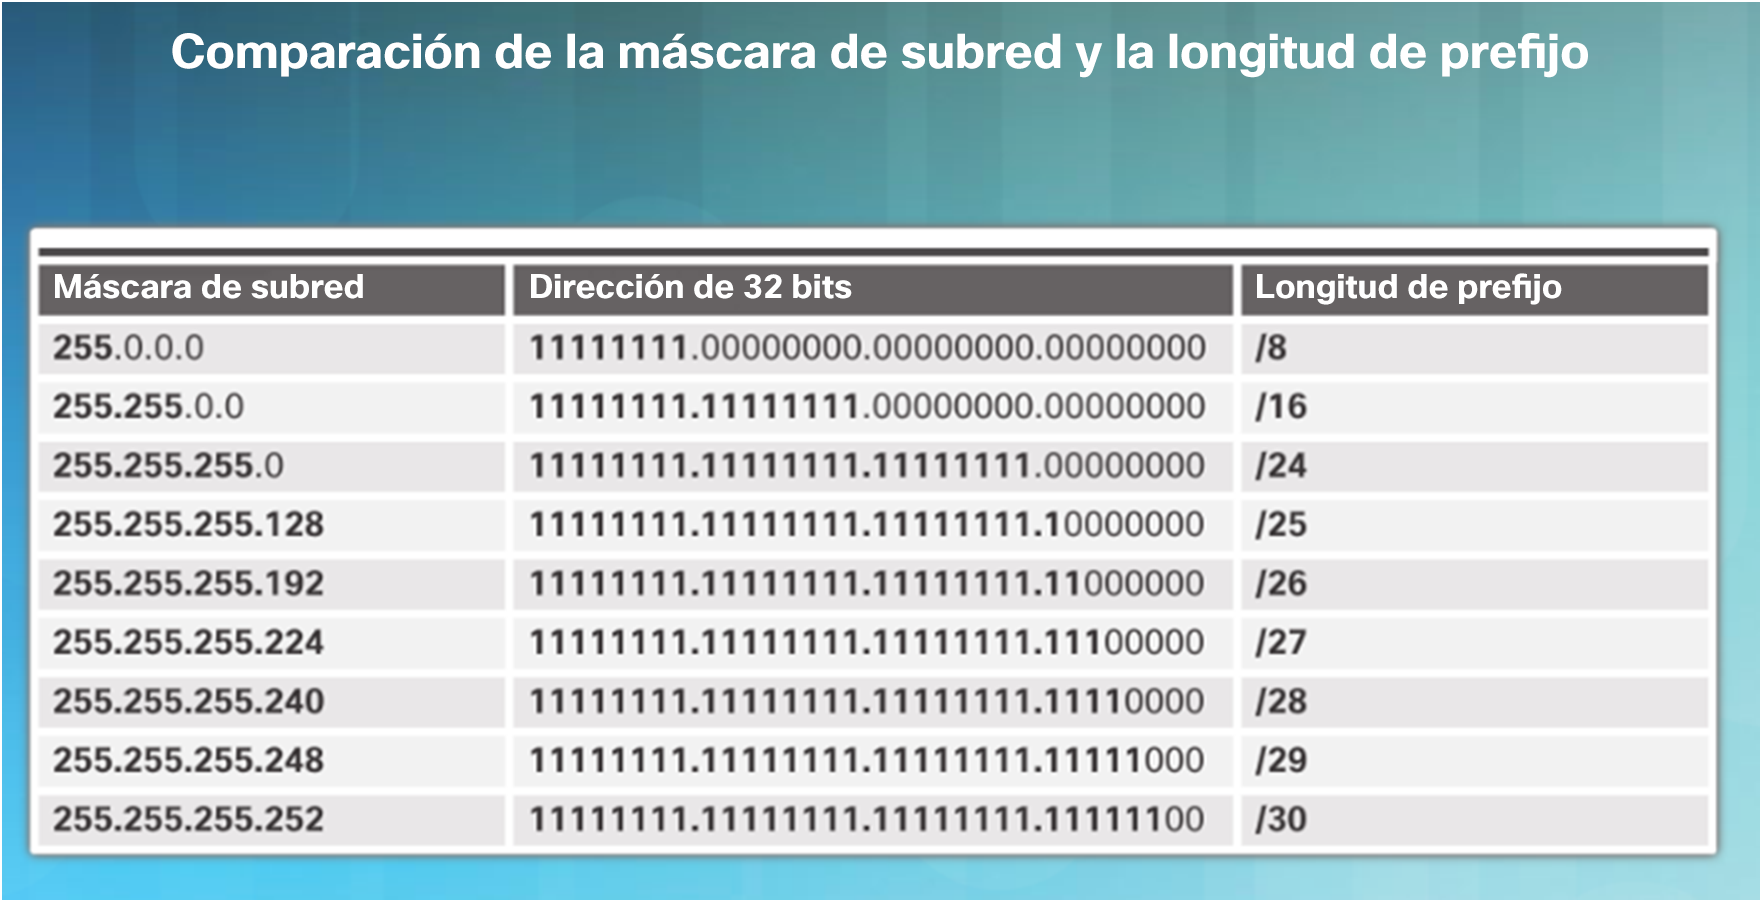 Comparación de la máscara de subred y la longitud de prefijo
Máscara de subred Dirección de 32 bits Longitud de prefijo
255.0.0.0 11111111.00000000.00000000.00000000 /8
255.255.0.0 11111111.11111111.00000000.00000000 /16
255.255.255.0 11111111.11111111.11111111.00000000 /24
255.255.255.128 11111111.11111111.11111111.10000000 /25
255.255.255.192 11111111.11111111.11111111.11000000 /26
255.255.255.224 11111111.11111111.11111111.11100000 /27
255.255.255.240 11111111.11111111.11111111.11110000 /28
255.255.255.248 11111111.11111111.11111111.11111000 /29
255.255.255.252 11111111.11111111.11111111.11111100 /30